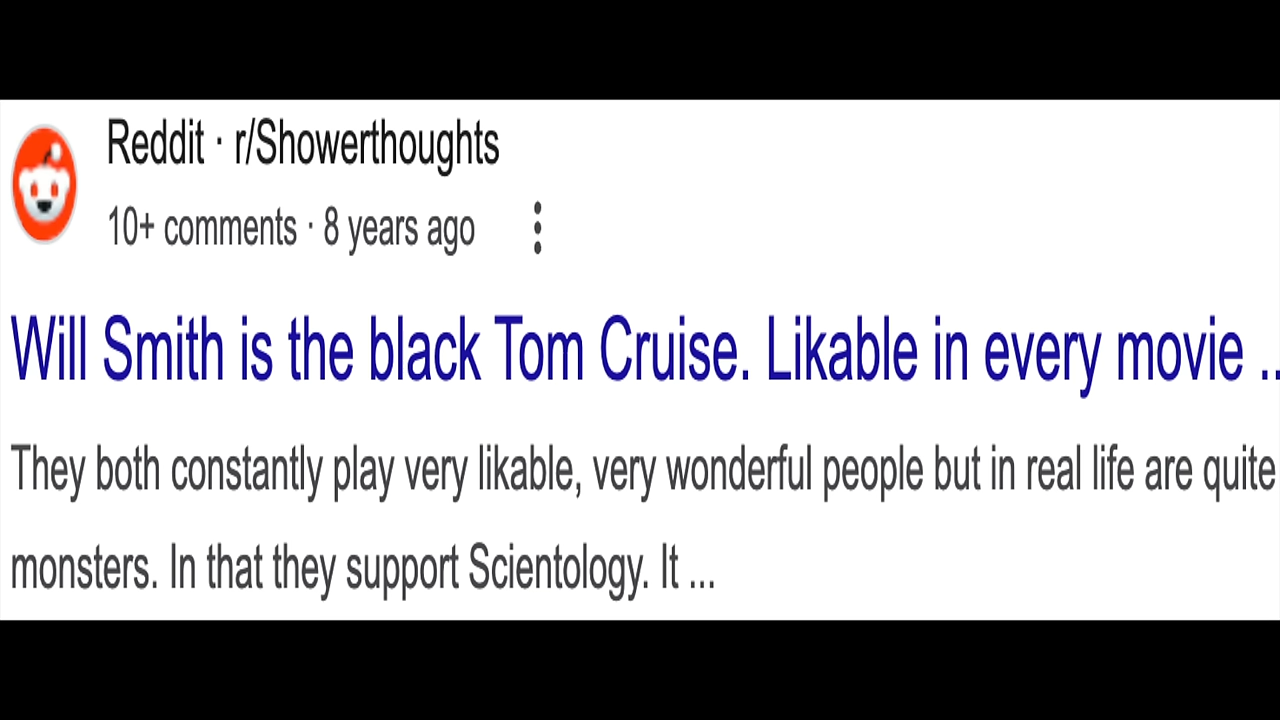 Reddit · r/Showerthoughts
10+ comments · 8 years ago
Will Smith is the black Tom Cruise. Likable in every movie ..
They both constantly play very likable, very wonderful people but in real life are quite
monsters. In that they support Scientology. It ...